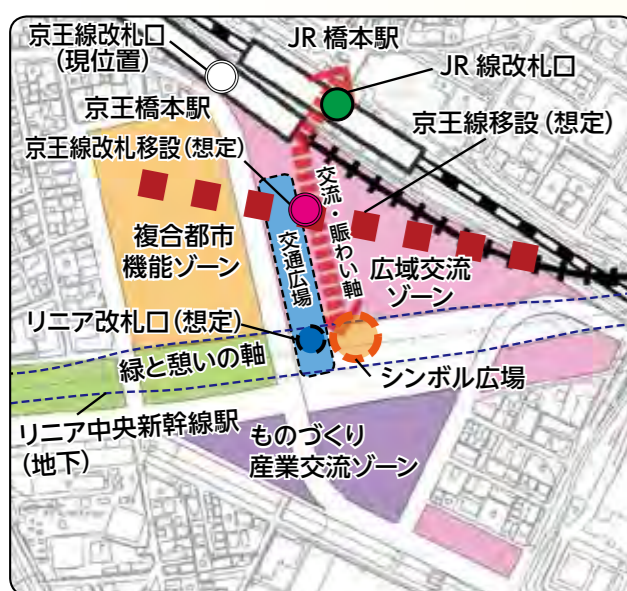 京王線改札口
(現位置)
JR 橋本駅
JR 線改札口
京王橋本駅
京王線移設(想定)
京王線改札移設(想定)
交流・賑わい軸
複合都市
機能ゾーン
交通広場
広域交流
ゾーン
リニア改札口(想定)
緑と憩いの軸
シンボル広場
リニア中央新幹線駅
(地下)
ものづくり
産業交流ゾーン